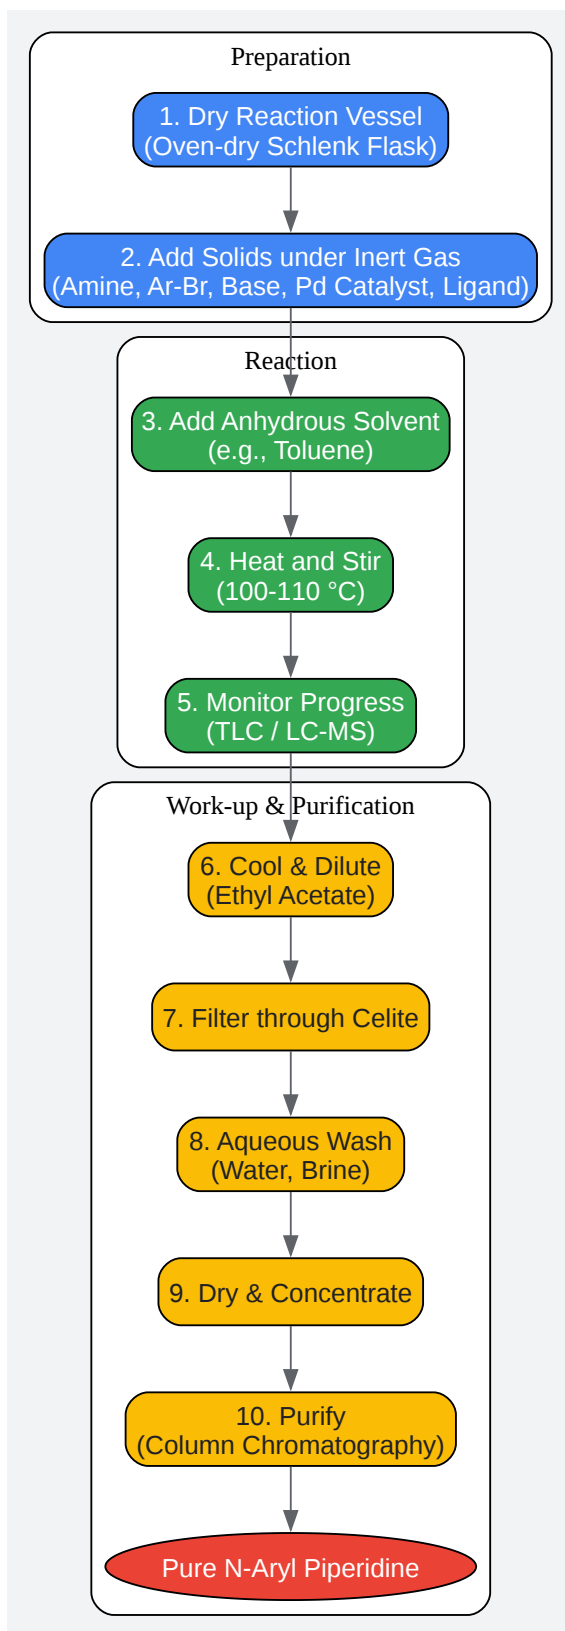 Preparation
1. Dry Reaction Vessel
(Oven-dry Schlenk Flask)
2. Add Solids under Inert Gas
(Amine, Ar-Br, Base, Pd Catalyst, Ligand)
Reaction
3. Add Anhydrous Solvent
(e.g., Toluene)
4. Heat and Stir
(100-110 °C)
5. Monitor Progress
(TLC / LC-MS)
Work-up & Purification
6. Cool & Dilute
(Ethyl Acetate)
7. Filter through Celite
8. Aqueous Wash
(Water, Brine)
9. Dry & Concentrate
10. Purify
(Column Chromatography)
Pure N-Aryl Piperidine